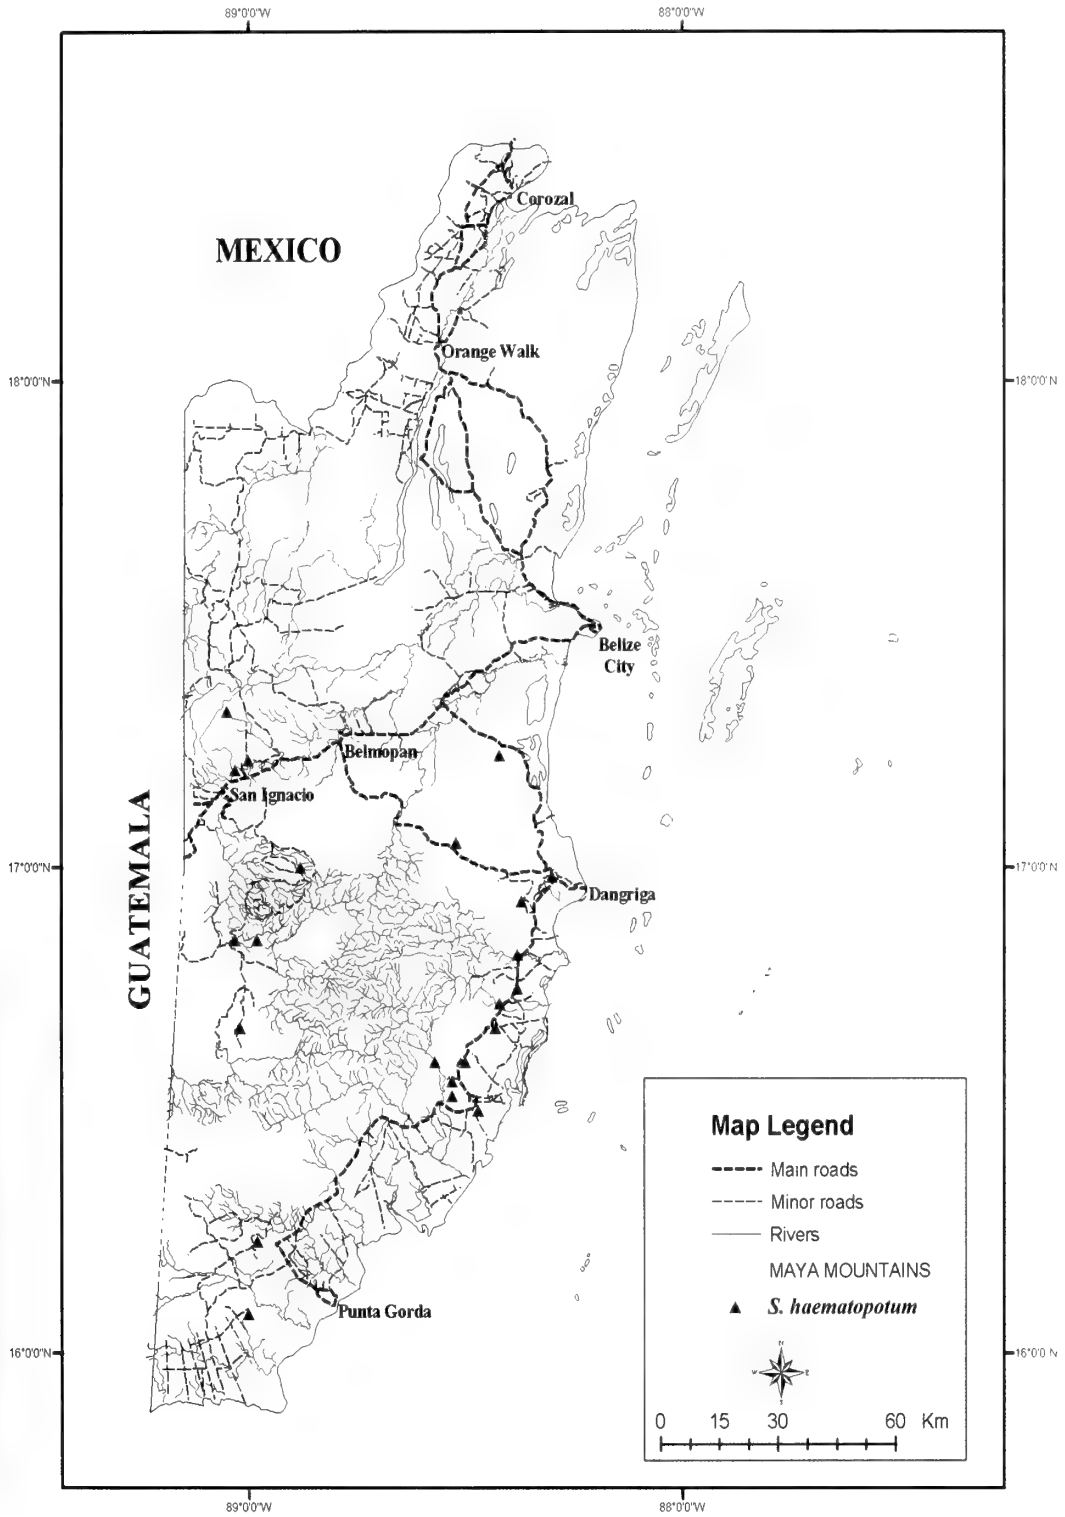 89°0'0"W
88°0'0"W
Corozal
MEXICO
Orange Walk
18°0'0"N
18°0'0"N
Belize
City
Belmopan
San Ignacio
GUATEMALA
17°0'0"N
17°0'0"N
Dangriga
Map Legend
Main roads
Minor roads
Rivers
MAYA MOUNTAINS
S. haematopotum
Punta Gorda
16°0'0"N
16°0'0 N
N
W
E
S
0 15 30 60 Km
89°0'0"W
88°0'0"W